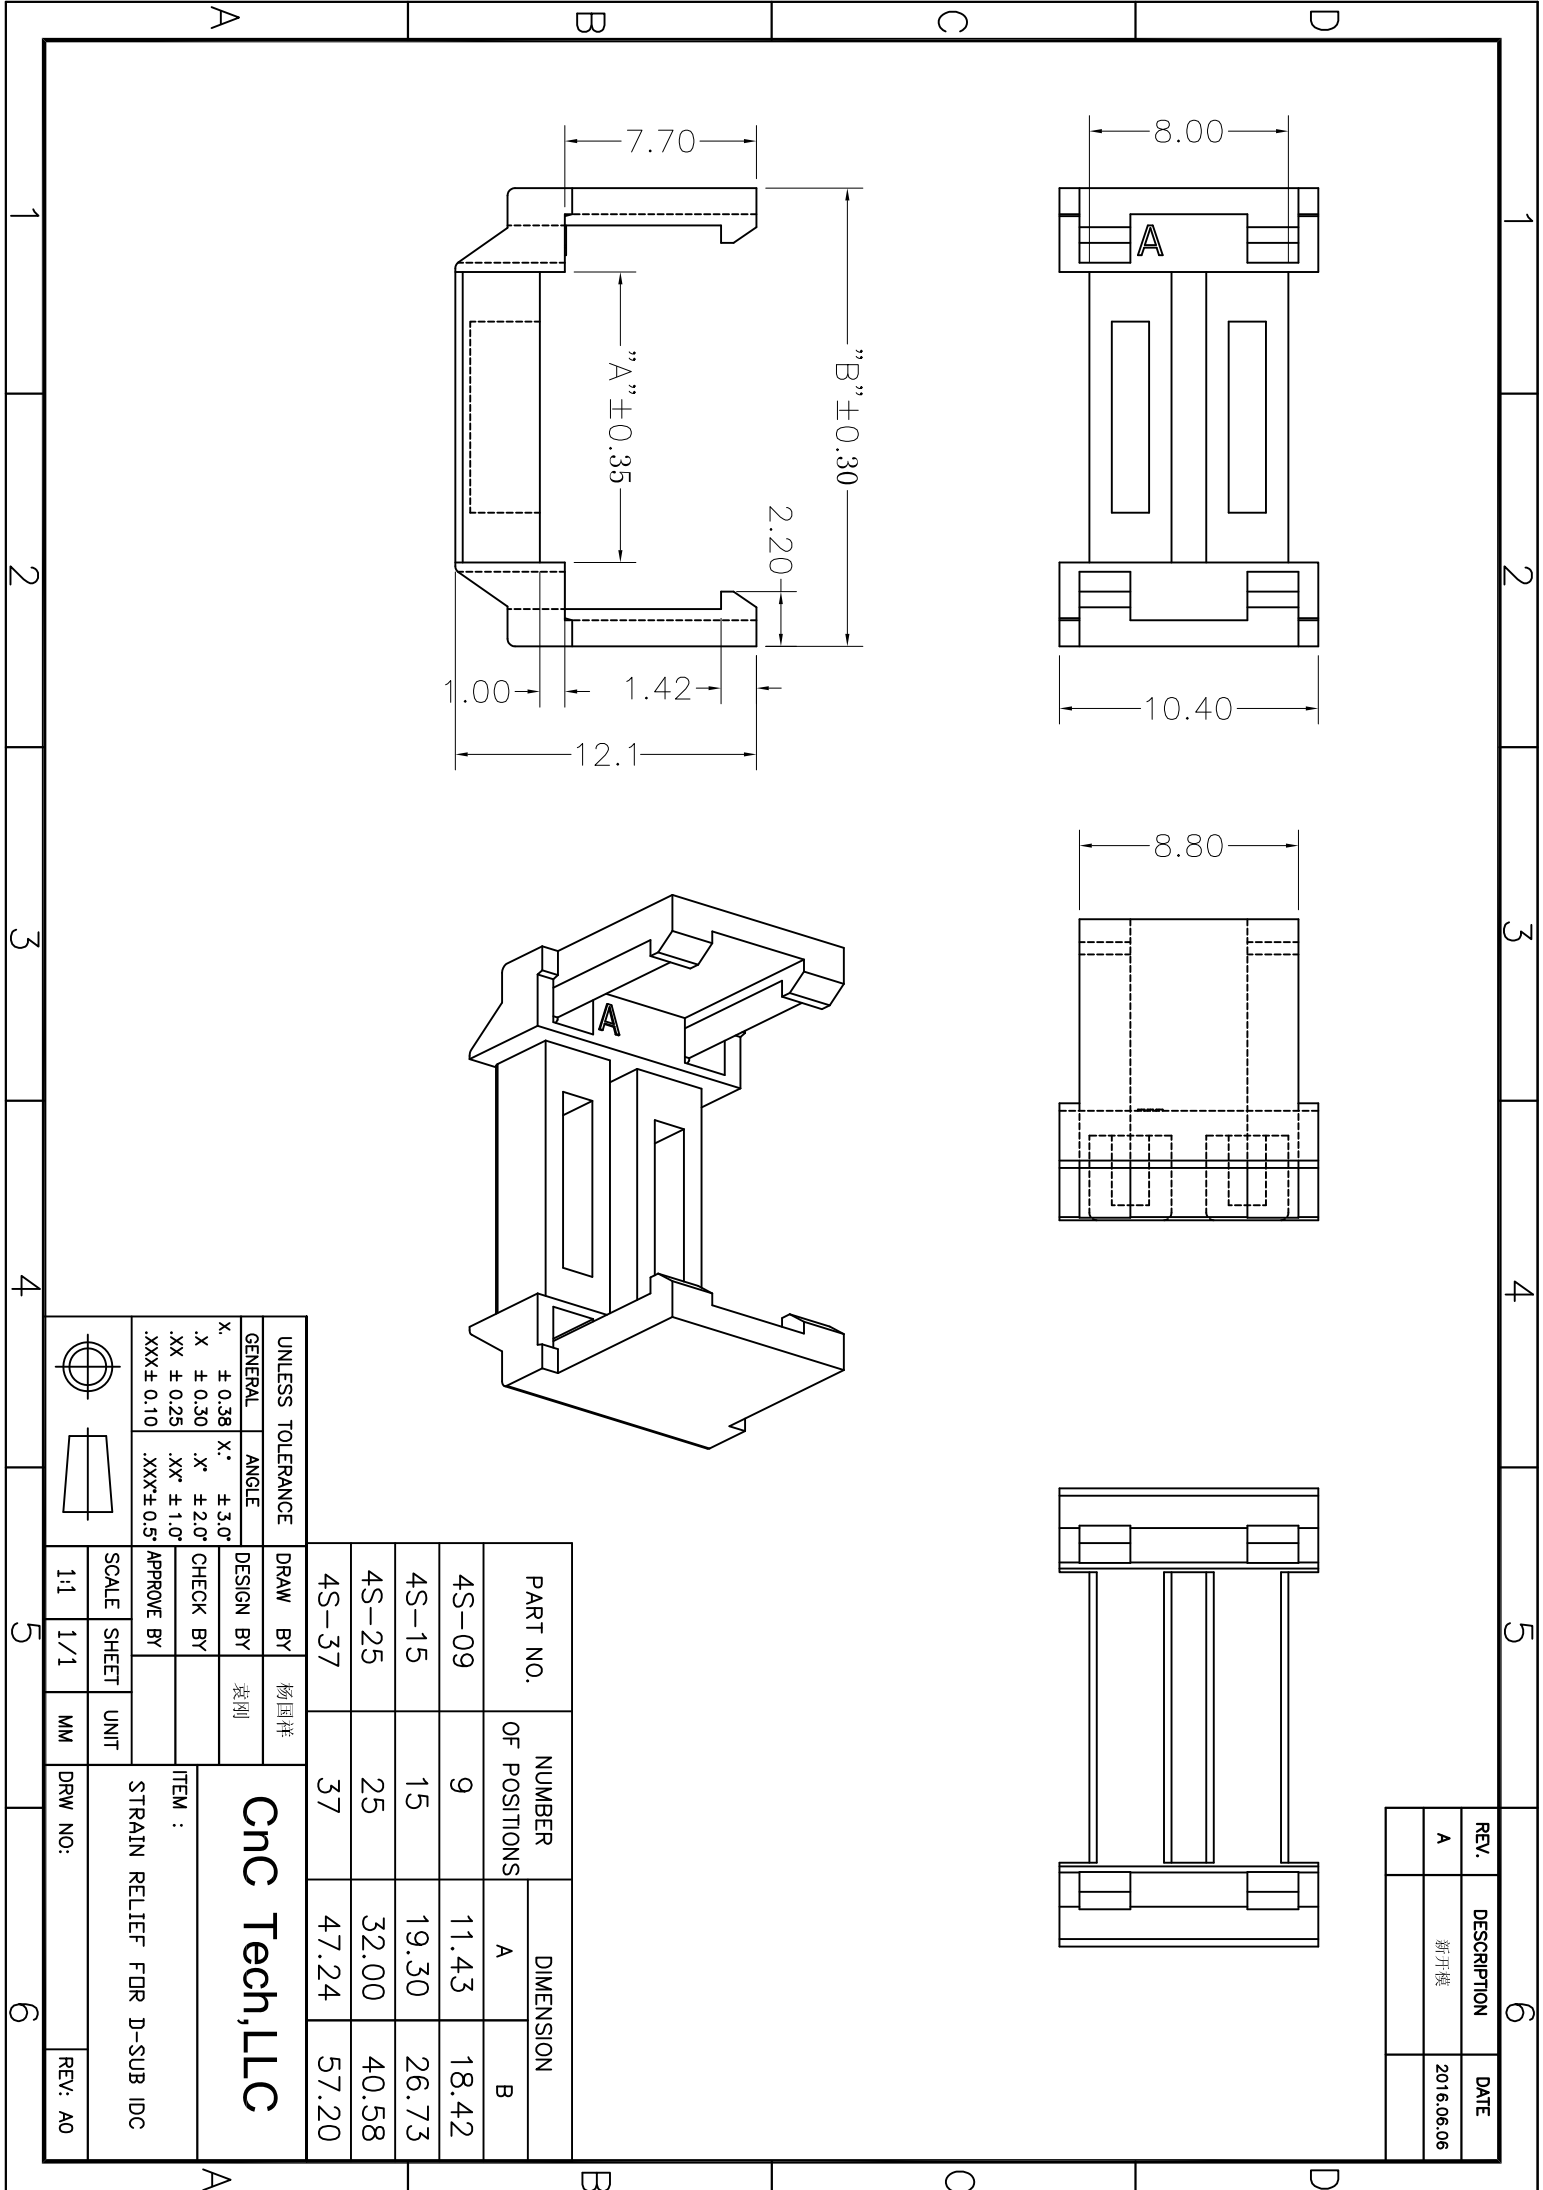 D
C
B
A
1
2
3
4
5
6
1
2
3
4
5
6
D
C
B
A
REV. DESCRIPTION DATE
A 新开模 2016.06.06
8.00
A
10.40
8.80
7.70
"B"±0.30
"A"±0.35
2.20
1.42
1.00
12.1
A
PART NO. NUMBER OF POSITIONS DIMENSION
A B
4S-09 9 11.43 18.42
4S-15 15 19.30 26.73
4S-25 25 32.00 40.58
4S-37 37 47.24 57.20
UNLESS TOLERANCE
GENERAL ANGLE
X. ± 0.38 X.° ± 3.0°
.X ± 0.30 .X° ± 2.0°
.XX ± 0.25 .XX° ± 1.0°
.XXX± 0.10 .XXX°± 0.5°
DRAW BY 杨国祥
DESIGN BY 袁刚
CHECK BY
APPROVE BY
SCALE SHEET UNIT
1:1 1/1 MM
CnC Tech,LLC
ITEM :
STRAIN RELIEF FOR D-SUB IDC
DRW NO: REV: A0